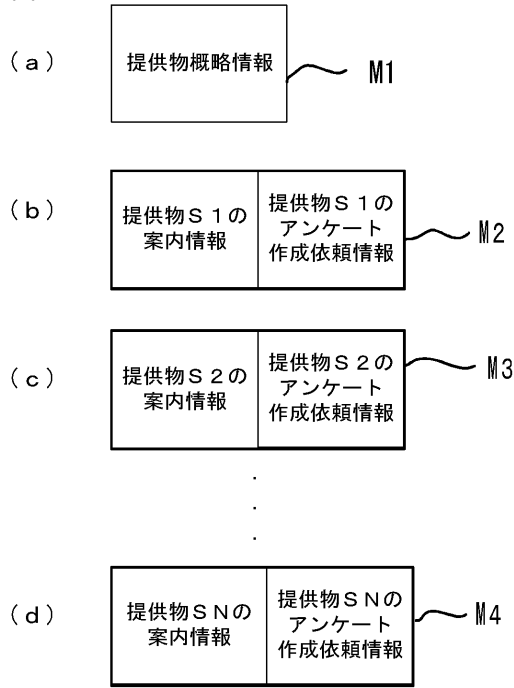 (a)
提供物概略情報
M1
(b)
提供物S1の
案内情報
提供物S1の
アンケート
作成依頼情報
M2
(c)
提供物S2の
案内情報
提供物S2の
アンケート
作成依頼情報
M3
(d)
提供物SNの
案内情報
提供物SNの
アンケート
作成依頼情報
M4